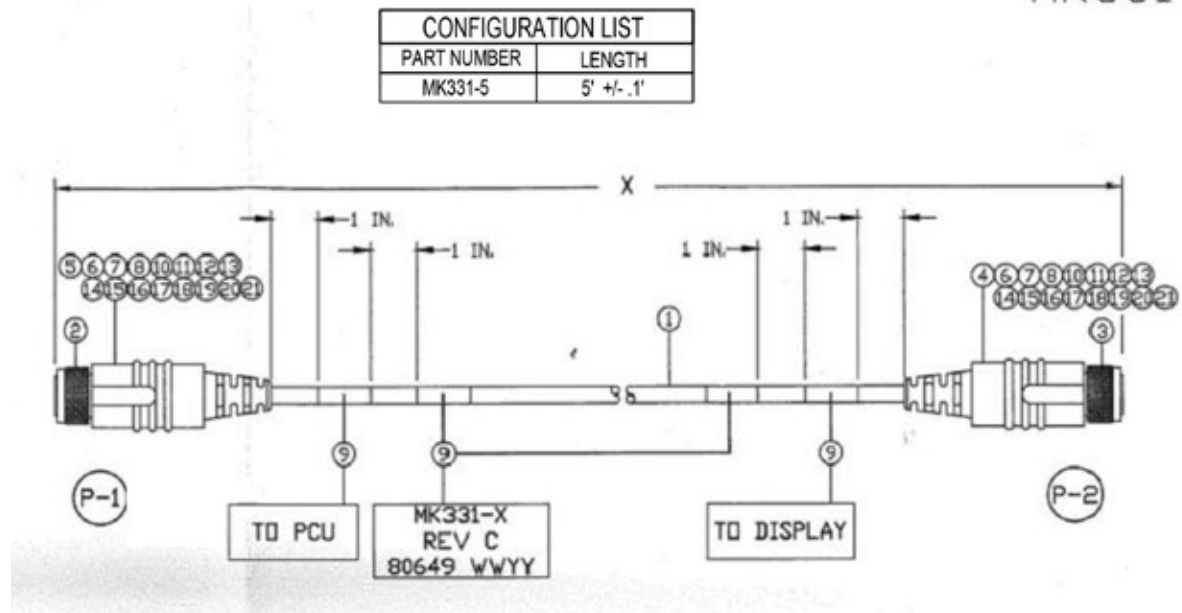 CONFIGURATION LIST
PART NUMBER LENGTH
MK331-5 5' +/- .1'
X
1 IN. 1 IN.
1 IN. 1 IN.
5 6 7 8 10 11 12 13
14 15 16 17 18 19 20 21
4 6 7 8 10 11 12 13
14 15 16 17 18 19 20 21
2 1 3
9 9 9
P-1 P-2
TO PCU
MK331-X
REV C
80649 WWYY
TO DISPLAY